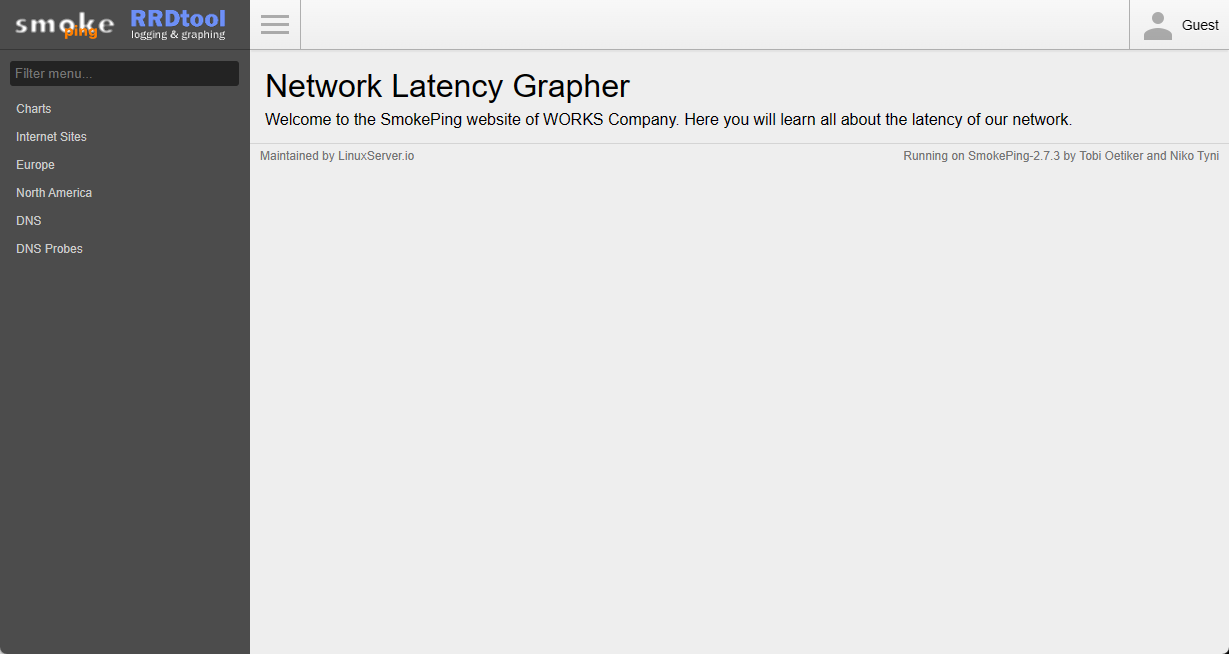 smoke ping RRDtool
logging & graphing
Guest
Filter menu...
Charts
Internet Sites
Europe
North America
DNS
DNS Probes
Network Latency Grapher
Welcome to the SmokePing website of WORKS Company. Here you will learn all about the latency of our network.
Maintained by LinuxServer.io
Running on SmokePing-2.7.3 by Tobi Oetiker and Niko Tyni